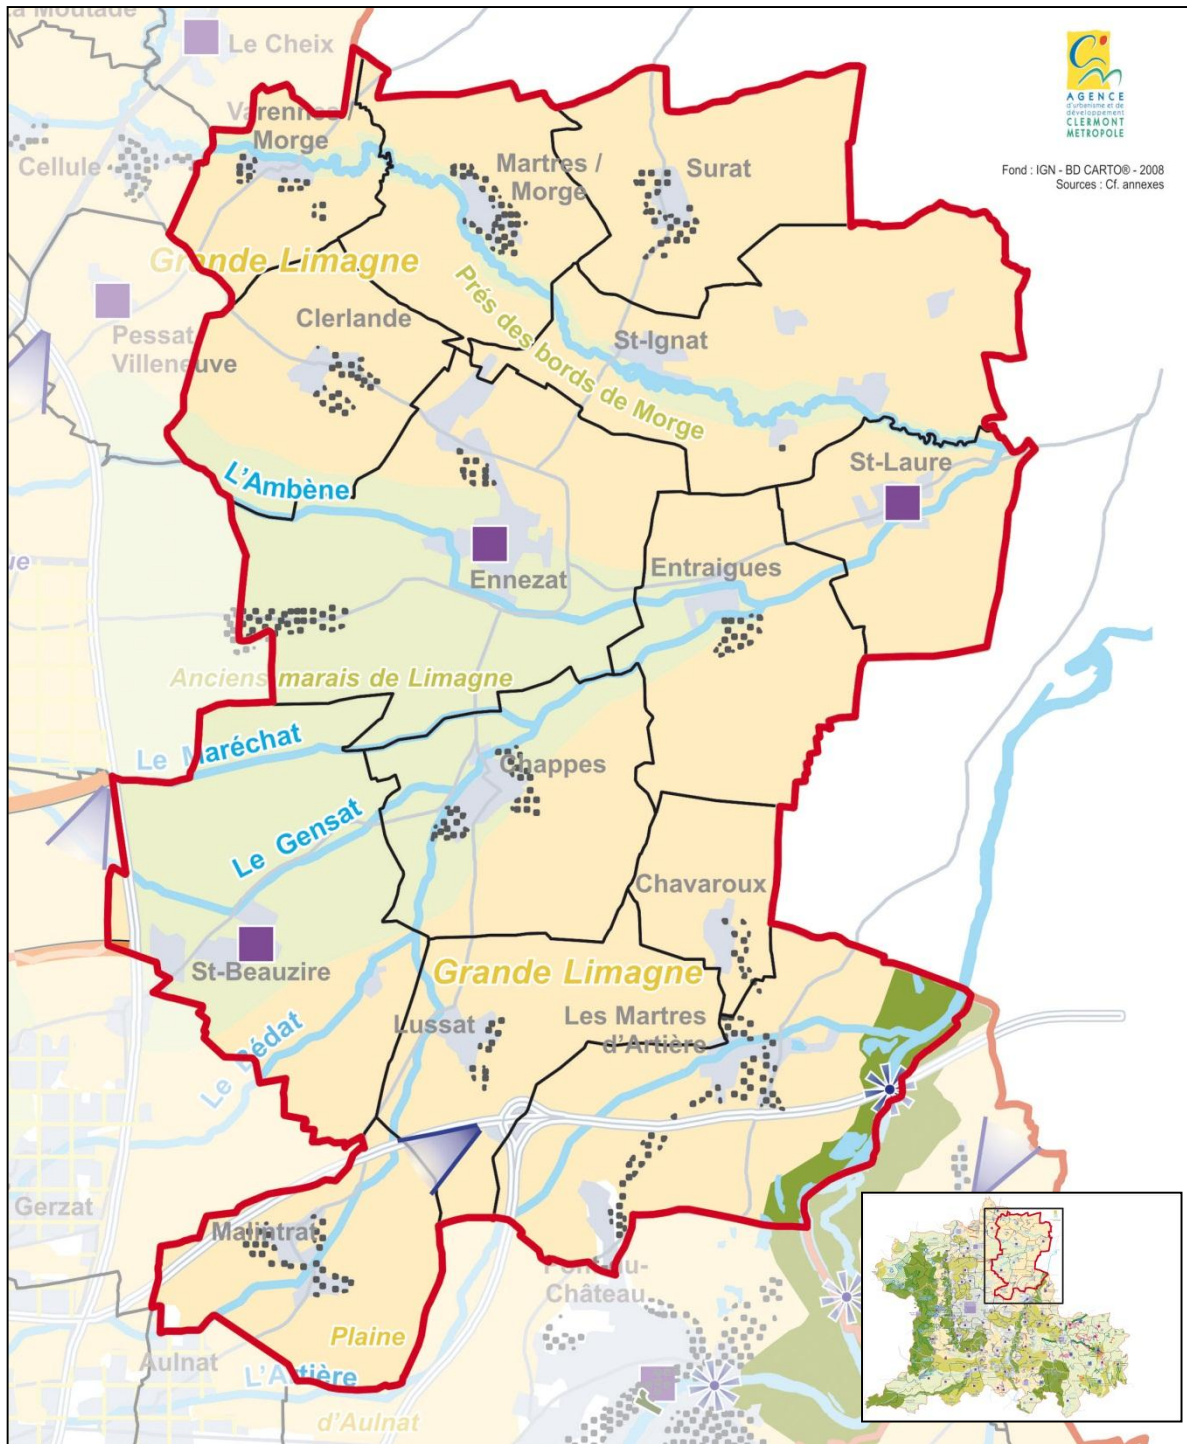 La Moutade
Le Cheix
AGENCE
d'urbanisme et de
développement
CLERMONT
METROPOLE
Varennes /
Morge
Cellule
Martres /
Morge
Surat
Fond : IGN - BD CARTO® - 2008
Sources : Cf. annexes
Grande Limagne
Pessat
Villeneuve
Clerlande
Prés des bords de Morge
St-Ignat
L'Ambène
St-Laure
Ennezat
Entraigues
Anciens marais de Limagne
Le Maréchat
Chappes
Le Gensat
Chavaroux
St-Beauzire
Grande Limagne
Lussat
Les Martres
d'Artière
Le Bédat
Gerzat
Malintrat
Château
Plaine
Aulnat
L'Artière
d'Aulnat